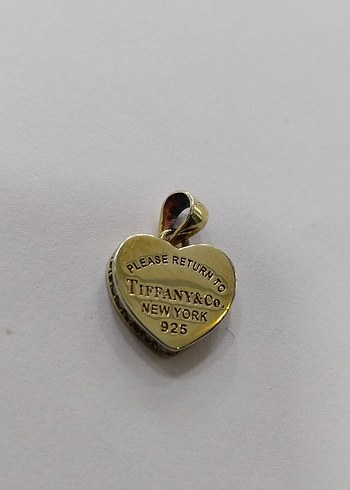 PLEASE RETURN TO
TIFFANY&Co.
NEW YORK
925